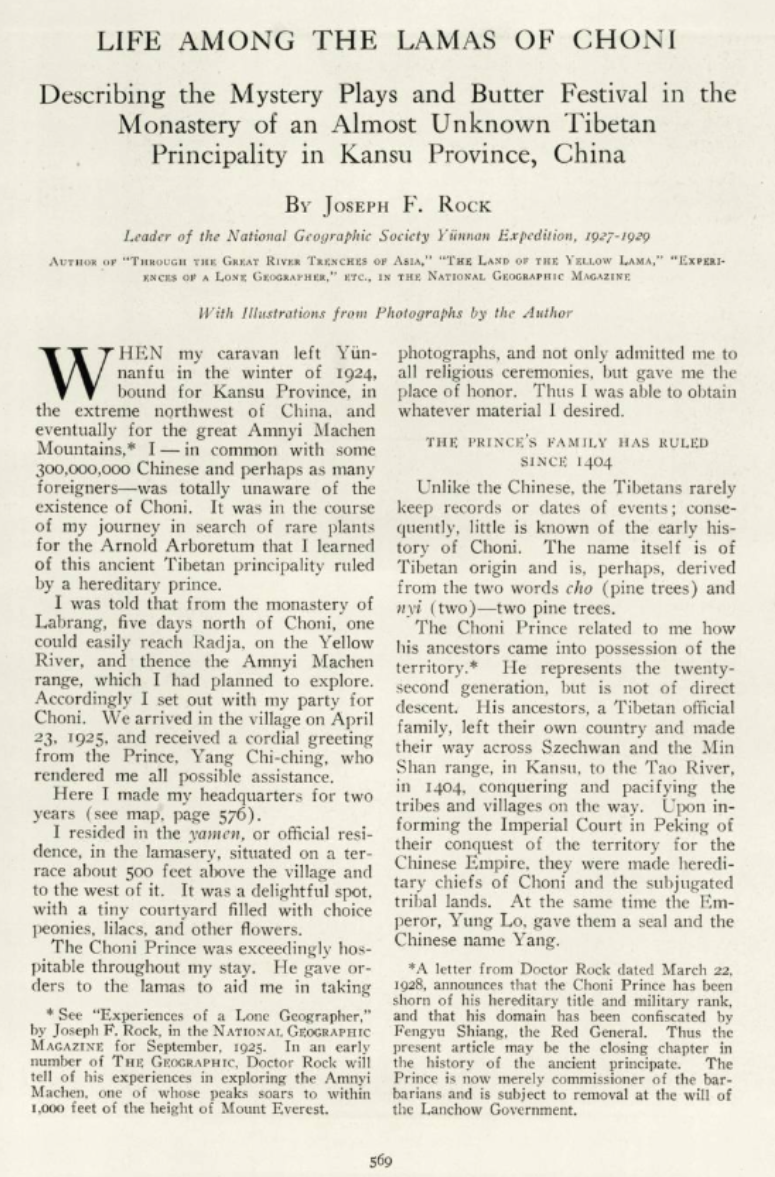 LIFE AMONG THE LAMAS OF CHONI
Describing the Mystery Plays and Butter Festival in the
Monastery of an Almost Unknown Tibetan
Principality in Kansu Province, China
BY JOSEPH F. ROCK
Leader of the National Geographic Society Yünnan Expedition, 1927-1929
AUTHOR OF "THROUGH THE GREAT RIVER TRENCHES OF ASIA," "THE LAND OF THE YELLOW LAMA," "EXPERI-
ENCES OF A LONE GEOGRAPHER," ETC., IN THE NATIONAL GEOGRAPHIC MAGAZINE
With Illustrations from Photographs by the Author
WHEN my caravan left Yün-
nanfu in the winter of 1924,
bound for Kansu Province, in
the extreme northwest of China, and
eventually for the great Amnyi Machen
Mountains,* I — in common with some
300,000,000 Chinese and perhaps as many
foreigners—was totally unaware of the
existence of Choni. It was in the course
of my journey in search of rare plants
for the Arnold Arboretum that I learned
of this ancient Tibetan principality ruled
by a hereditary prince.
I was told that from the monastery of
Labrang, five days north of Choni, one
could easily reach Radja, on the Yellow
River, and thence the Amnyi Machen
range, which I had planned to explore.
Accordingly I set out with my party for
Choni. We arrived in the village on April
23, 1925, and received a cordial greeting
from the Prince, Yang Chi-ching, who
rendered me all possible assistance.
Here I made my headquarters for two
years (see map, page 576).
I resided in the yamen, or official resi-
dence, in the lamasery, situated on a ter-
race about 500 feet above the village and
to the west of it. It was a delightful spot,
with a tiny courtyard filled with choice
peonies, lilacs, and other flowers.
The Choni Prince was exceedingly hos-
pitable throughout my stay. He gave or-
ders to the lamas to aid me in taking
* See "Experiences of a Lone Geographer,"
by Joseph F. Rock, in the NATIONAL GEOGRAPHIC
MAGAZINE for September, 1925. In an early
number of THE GEOGRAPHIC, Doctor Rock will
tell of his experiences in exploring the Amnyi
Machen, one of whose peaks soars to within
1,000 feet of the height of Mount Everest.
photographs, and not only admitted me to
all religious ceremonies, but gave me the
place of honor. Thus I was able to obtain
whatever material I desired.
THE PRINCE'S FAMILY HAS RULED
SINCE 1404
Unlike the Chinese, the Tibetans rarely
keep records or dates of events; conse-
quently, little is known of the early his-
tory of Choni. The name itself is of
Tibetan origin and is, perhaps, derived
from the two words cho (pine trees) and
nyi (two)—two pine trees.
The Choni Prince related to me how
his ancestors came into possession of the
territory.* He represents the twenty-
second generation, but is not of direct
descent. His ancestors, a Tibetan official
family, left their own country and made
their way across Szechwan and the Min
Shan range, in Kansu, to the Tao River,
in 1404, conquering and pacifying the
tribes and villages on the way. Upon in-
forming the Imperial Court in Peking of
their conquest of the territory for the
Chinese Empire, they were made heredi-
tary chiefs of Choni and the subjugated
tribal lands. At the same time the Em-
peror, Yung Lo, gave them a seal and the
Chinese name Yang.
*A letter from Doctor Rock dated March 22,
1928, announces that the Choni Prince has been
shorn of his hereditary title and military rank,
and that his domain has been confiscated by
Fengyu Shiang, the Red General. Thus the
present article may be the closing chapter in
the history of the ancient principate. The
Prince is now merely commissioner of the bar-
barians and is subject to removal at the will of
the Lanchow Government.
569